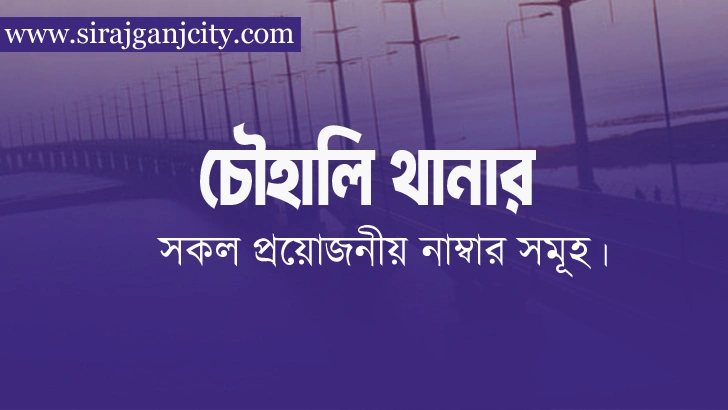 www.sirajganjcity.com
চৌহালি থানার
সকল প্রয়োজনীয় নাম্বার সমূহ।